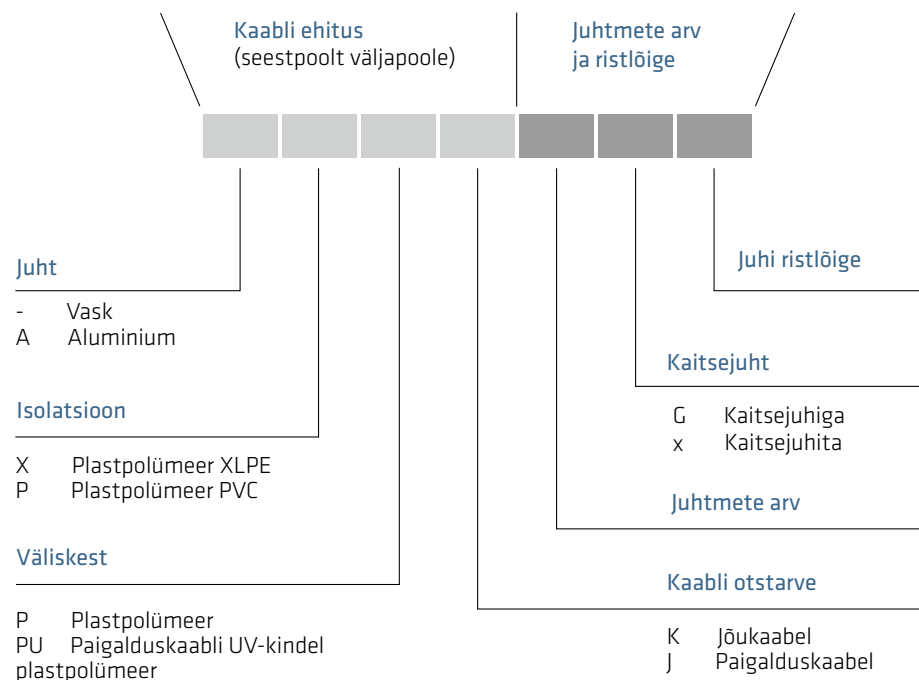 Kaabli ehitus
(seestpoolt väljapoole)
Juhtmete arv
ja ristlõige
Juht
- Vask
A Aluminium
Isolatsioon
X Plastpolümeer XLPE
P Plastpolümeer PVC
Väliskest
P Plastpolümeer
PU Paigalduskaabli UV-kindel
plastpolümeer
Juhi ristlõige
Kaitsejuht
G Kaitsejuhiga
x Kaitsejuhita
Juhtmete arv
Kaabli otstarve
K Jõukaabel
J Paigalduskaabel